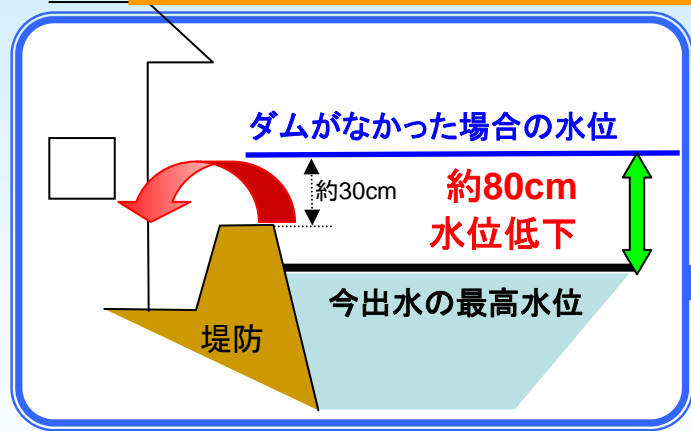 ダムがなかった場合の水位
約30cm
約80cm
水位低下
今出水の最高水位
堤防